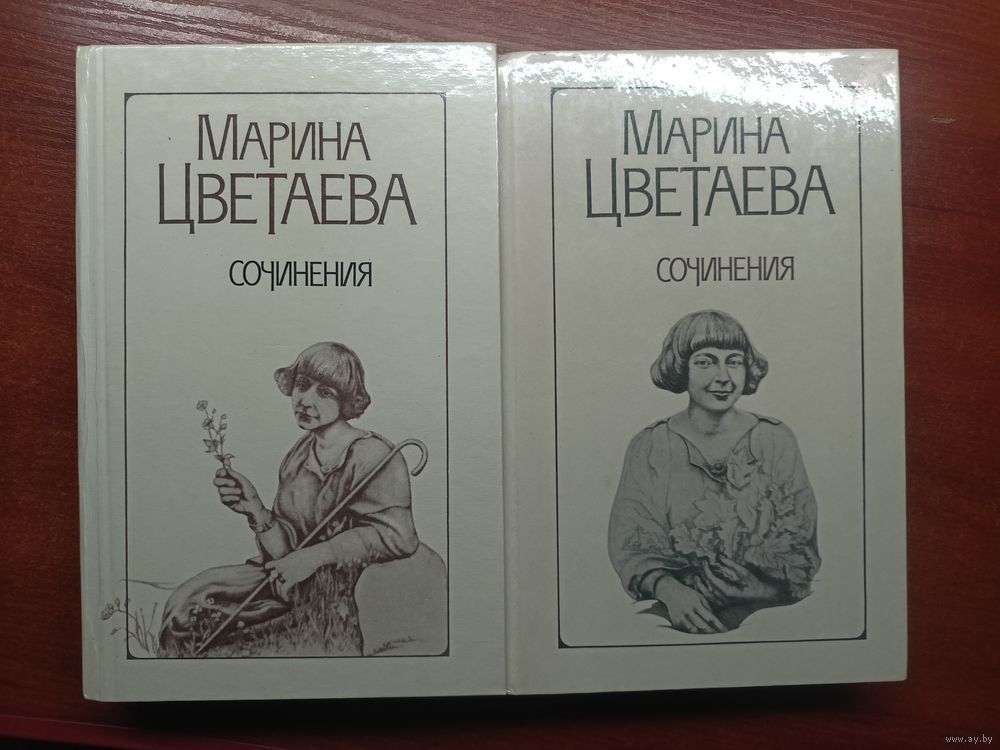 Марина
Цветаева
сочинения
Марина
Цветаева
сочинения
www.ay.by